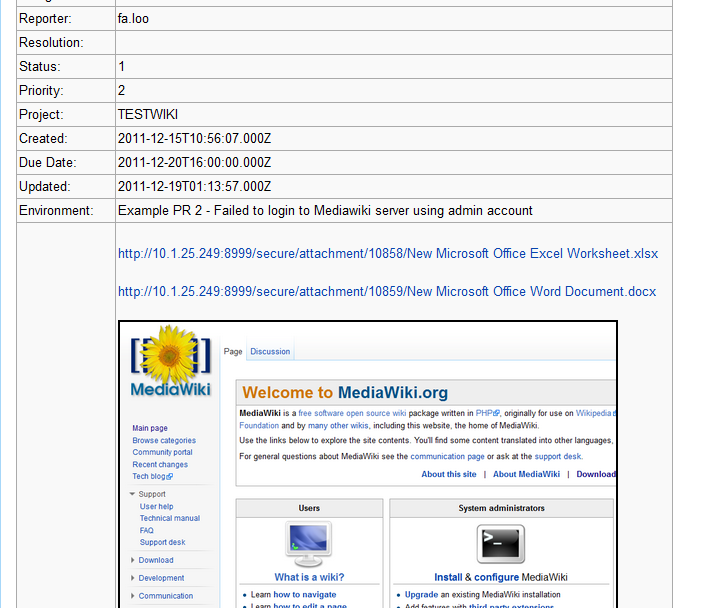 Reporter: fa.loo
Resolution:
Status: 1
Priority: 2
Project: TESTWIKI
Created: 2011-12-15T10:56:07.000Z
Due Date: 2011-12-20T16:00:00.000Z
Updated: 2011-12-19T01:13:57.000Z
Environment: Example PR 2 - Failed to login to Mediawiki server using admin account
http://10.1.25.249:8999/secure/attachment/10858/New Microsoft Office Excel Worksheet.xlsx
http://10.1.25.249:8999/secure/attachment/10859/New Microsoft Office Word Document.docx
MediaWiki
Main page
Browse categories
Community portal
Recent changes
Tech blog
Support
User help
Technical manual
FAQ
Support desk
Download
Development
Communication
Page Discussion
Welcome to MediaWiki.org
MediaWiki is a free software open source wiki package written in PHP, originally for use on Wikipedia
Foundation and by many other wikis, including this website, the home of MediaWiki.
Use the links below to explore the site contents. You'll find some content translated into other languages,
For general questions about MediaWiki see the communication page or ask at the support desk.
About this site | About MediaWiki | Download
Users
What is a wiki?
Learn how to navigate
Learn how to edit a page
System administrators
Install & configure MediaWiki
Upgrade an existing MediaWiki installation
Add features with third party extensions